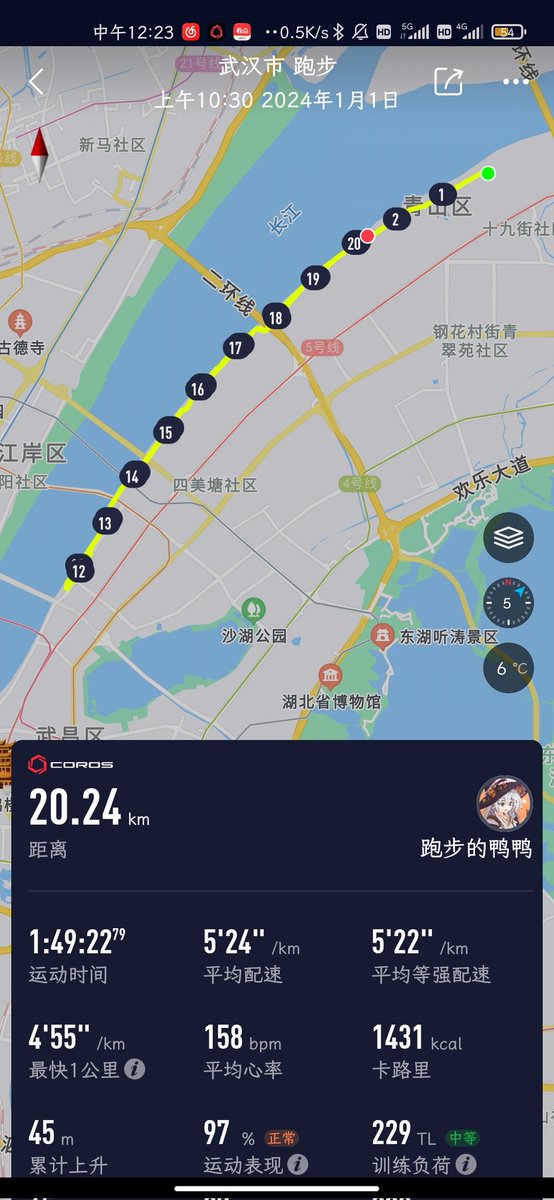 中午12:23
0.5K/s
HD
5G
HD
4G
54
21号线
武汉市 跑步
上午10:30 2024年1月1日
环线
新马社区
号线
青山区
1
2
十九街社
长江
20
19
二环线
18
17
5号线
钢花村街青
翠苑社区
古德寺
16
15
江岸区
阳社区
14
四美塘社区
4号线
欢乐大道
13
12
N
5
沙湖公园
东湖听涛景区
6 °C
湖北省博物馆
武昌区
COROS
20.24 km
距离
跑步的鸭鸭
1:49:22 79
5'24" /km
5'22" /km
运动时间
平均配速
平均等强配速
4'55" /km
158 bpm
1431 kcal
最快1公里
平均心率
卡路里
45 m
97 % 正常
229 TL 中等
累计上升
运动表现
训练负荷